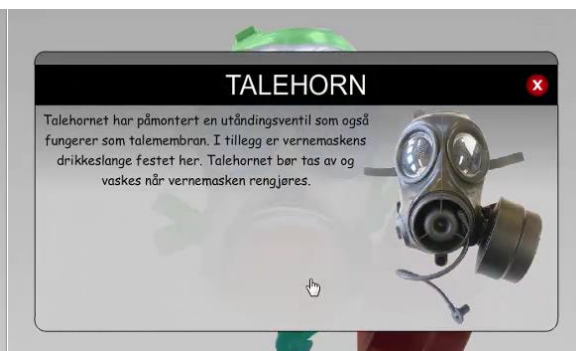 TALEHORN
X
Talehornet har påmontert en utåndingsventil som også
fungerer som talemembran. I tillegg er vernemaskens
drikkeslange festet her. Talehornet bør tas av og
vaskes når vernemasken rengjøres.